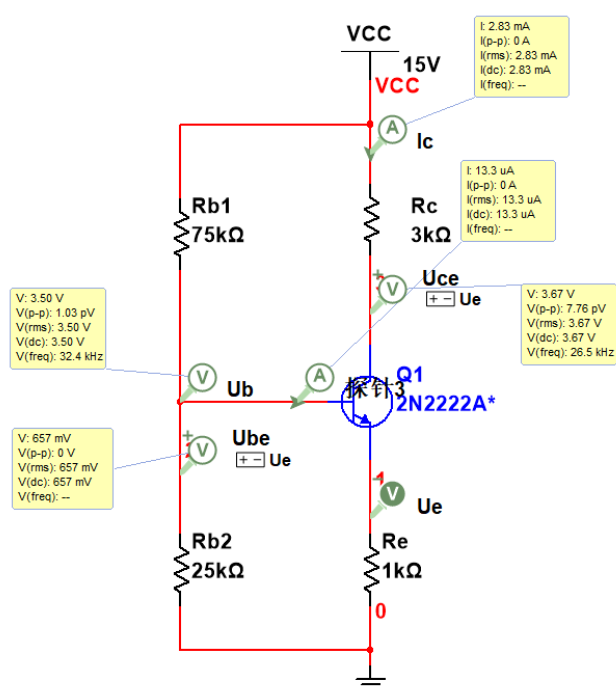 VCC
15V
VCC
I: 2.83 mA
I(p-p): 0 A
I(rms): 2.83 mA
I(dc): 2.83 mA
I(freq): --
A
Ic
I: 13.3 uA
I(p-p): 0 A
I(rms): 13.3 uA
I(dc): 13.3 uA
I(freq): --
Rb1
75kΩ
Rc
3kΩ
V: 3.50 V
V(p-p): 1.03 pV
V(rms): 3.50 V
V(dc): 3.50 V
V(freq): 32.4 kHz
V
Uce
+ - Ue
V: 3.67 V
V(p-p): 7.76 pV
V(rms): 3.67 V
V(dc): 3.67 V
V(freq): 26.5 kHz
V
Ub
A
探针3
Q1
2N2222A*
V: 657 mV
V(p-p): 0 V
V(rms): 657 mV
V(dc): 657 mV
V(freq): --
V
Ube
+ - Ue
V
Ue
Rb2
25kΩ
Re
1kΩ
0